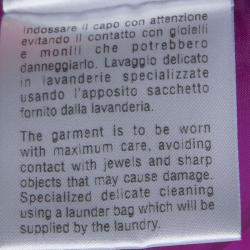 Indossare il capo con attenzione
evitando il contatto con gioielli
e monili che potrebbero
danneggiarlo. Lavaggio delicato
in lavanderie specializzate
usando l'apposito sacchetto
fornito dalla lavanderia.
The garment is to be worn
with maximum care, avoiding
contact with jewels and sharp
objects that may cause damage.
Specialized delicate cleaning
using a launder bag which will be
supplied by the laundry.